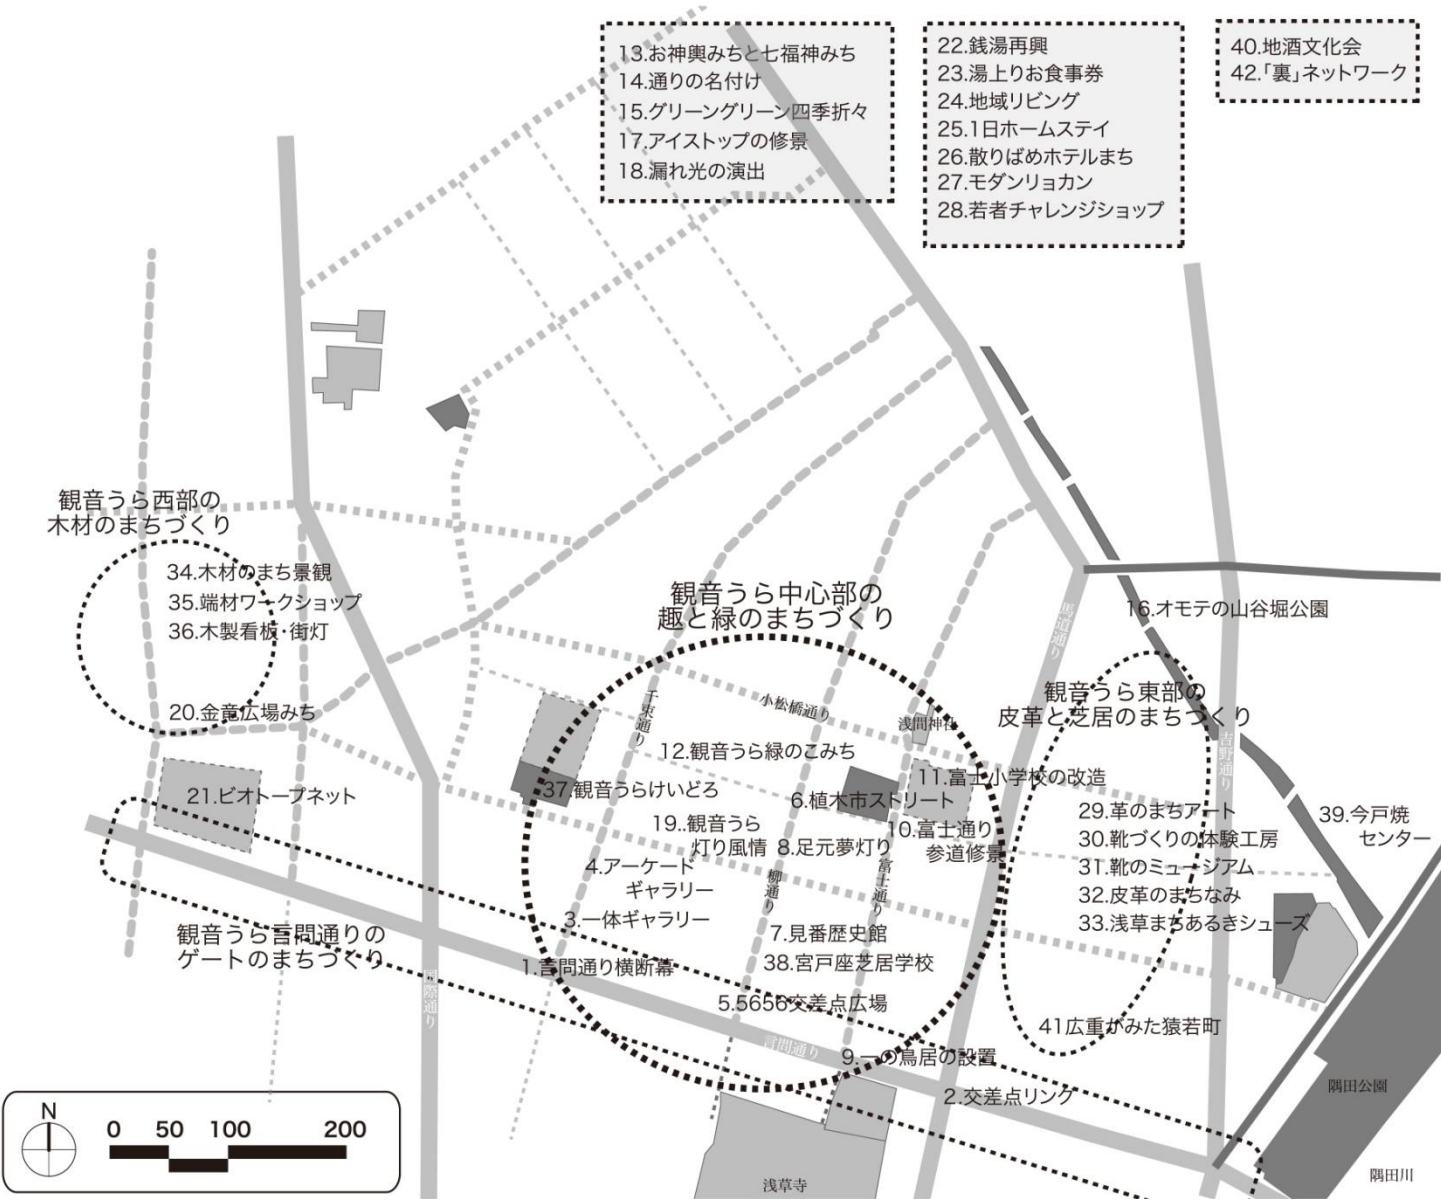 13.お神輿みちと七福神みち
14.通りの名付け
15.グリーングリーン四季折々
17.アイストップの修景
18.漏れ光の演出
22.銭湯再興
23.湯上りお食事券
24.地域リビング
25.1日ホームステイ
26.散りばめホテルまち
27.モダンリョカン
28.若者チャレンジショップ
40.地酒文化会
42.「裏」ネットワーク
観音うら西部の
木材のまちづくり
34.木材のまち景観
35.端材ワークショップ
36.木製看板・街灯
20.金竜広場みち
21.ビオトープネット
観音うら言問通りの
ゲートのまちづくり
国際通り
観音うら中心部の
趣と緑のまちづくり
千束通り
小松橋通り
浅間神社
12.観音うら緑のこみち
37.観音うらけいどろ
6.植木市ストリート
11.富士小学校の改造
19..観音うら
灯り風情
8.足元夢灯り
10.富士通り
参道修景
4.アーケード
ギャラリー
柳通り
富士通り
3.一体ギャラリー
7.見番歴史館
38.宮戸座芝居学校
1.言問通り横断幕
5.5656交差点広場
言問通り
9.一の鳥居の設置
2.交差点リング
馬道通り
16.オモテの山谷堀公園
観音うら東部の
皮革と芝居のまちづくり
吉野通り
29.革のまちアート
30.靴づくりの体験工房
31.靴のミュージアム
32.皮革のまちなみ
33.浅草まちあるきシューズ
39.今戸焼
センター
41広重がみた猿若町
隅田公園
隅田川
浅草寺
N
0 50 100 200